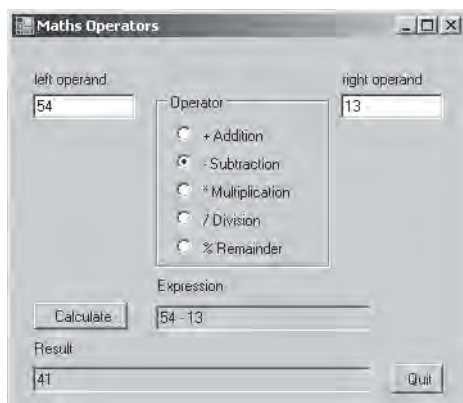 Maths Operators
left operand
right operand
54
13
Operator
+ Addition
- Subtraction
* Multiplication
/ Division
% Remainder
Expression
Calculate
54 - 13
Result
41
Quit